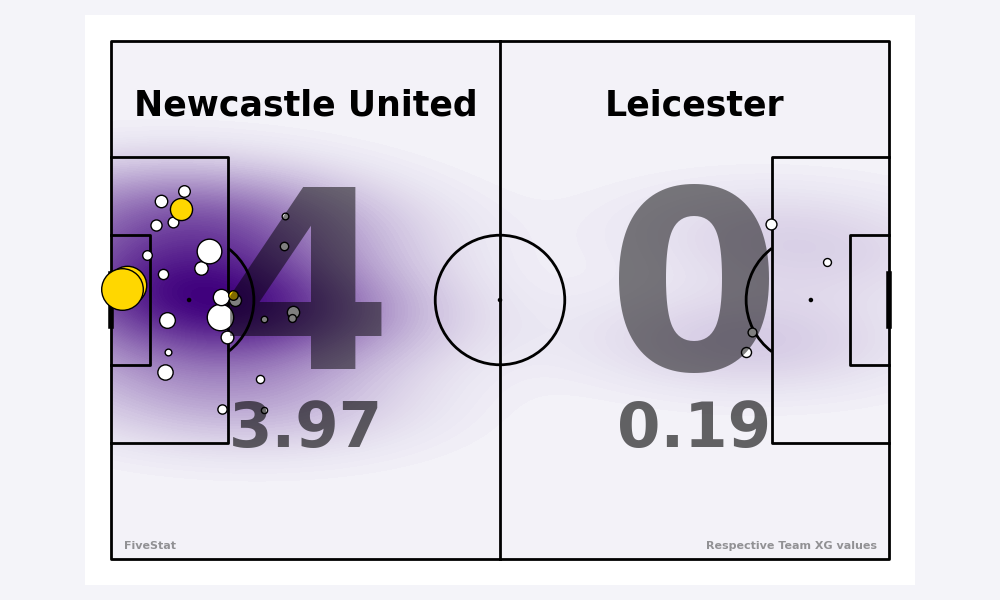 Newcastle United
Leicester
4
0
3.97
0.19
FiveStat
Respective Team XG values